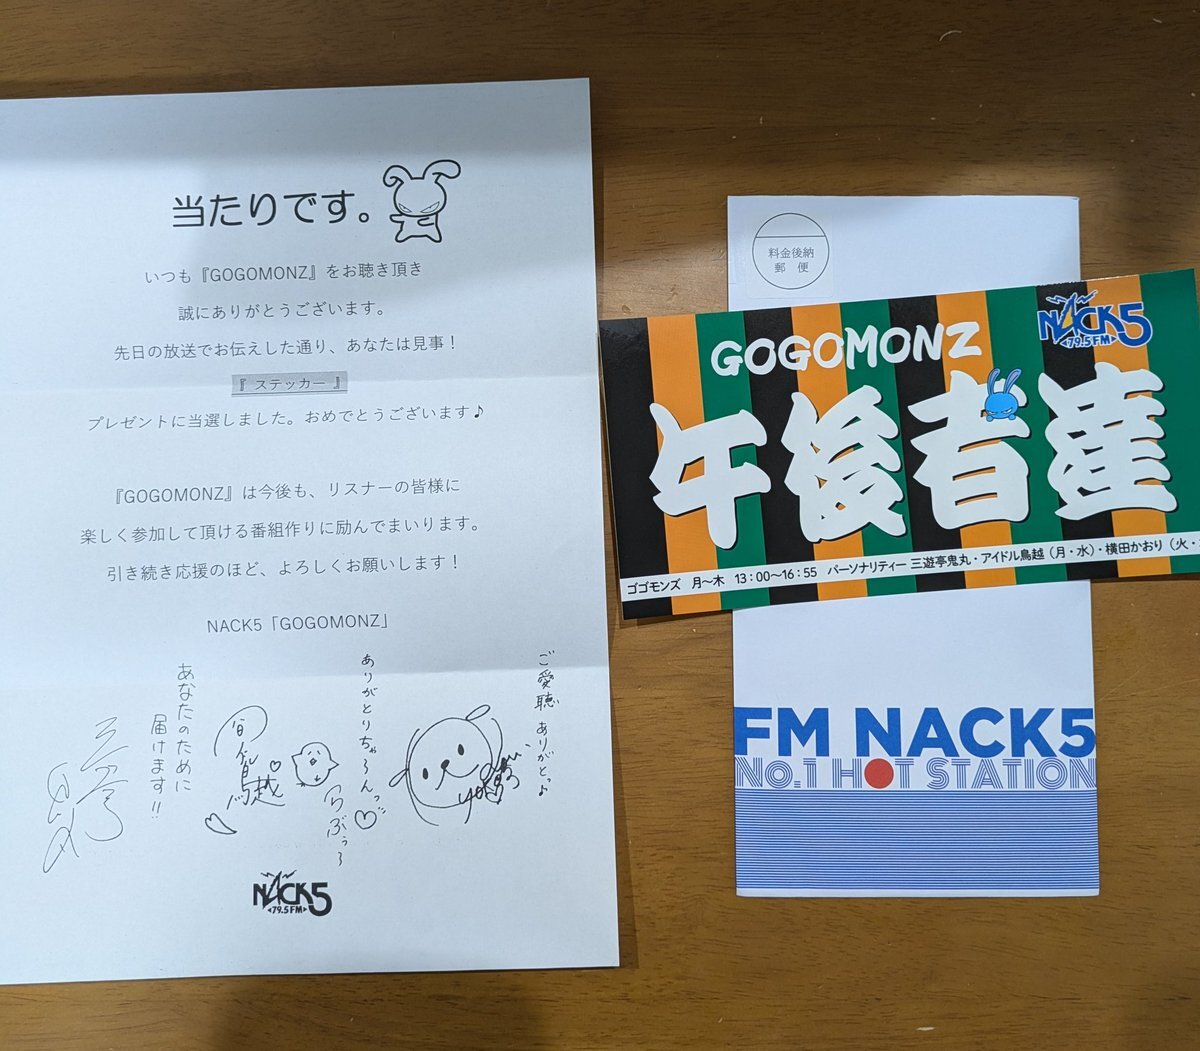 当たりです。
いつも『GOGOMONZ』をお聴き頂き
誠にありがとうございます。
先日の放送でお伝えした通り、あなたは見事！
『 ステッカー 』
プレゼントに当選しました。おめでとうございます♪
『GOGOMONZ』は今後も、リスナーの皆様に
楽しく参加して頂ける番組作りに励んでまいります。
引き続き応援のほど、よろしくお願いします！
NACK5「GOGOMONZ」
ご愛聴 ありがとっ♪
ありがとりちゃ〜んっ
らぶぅ〜
あなたのために
届けます!!
NACK5
79.5FM
料金後納
郵便
GOGOMONZ
NACK5
79.5FM
午後者達
ゴゴモンズ 月〜木 13：00〜16：55 パーソナリティー 三遊亭鬼丸・アイドル鳥越（月・水）・横田かおり（火・
FM NACK5
No.1 HOT STATION